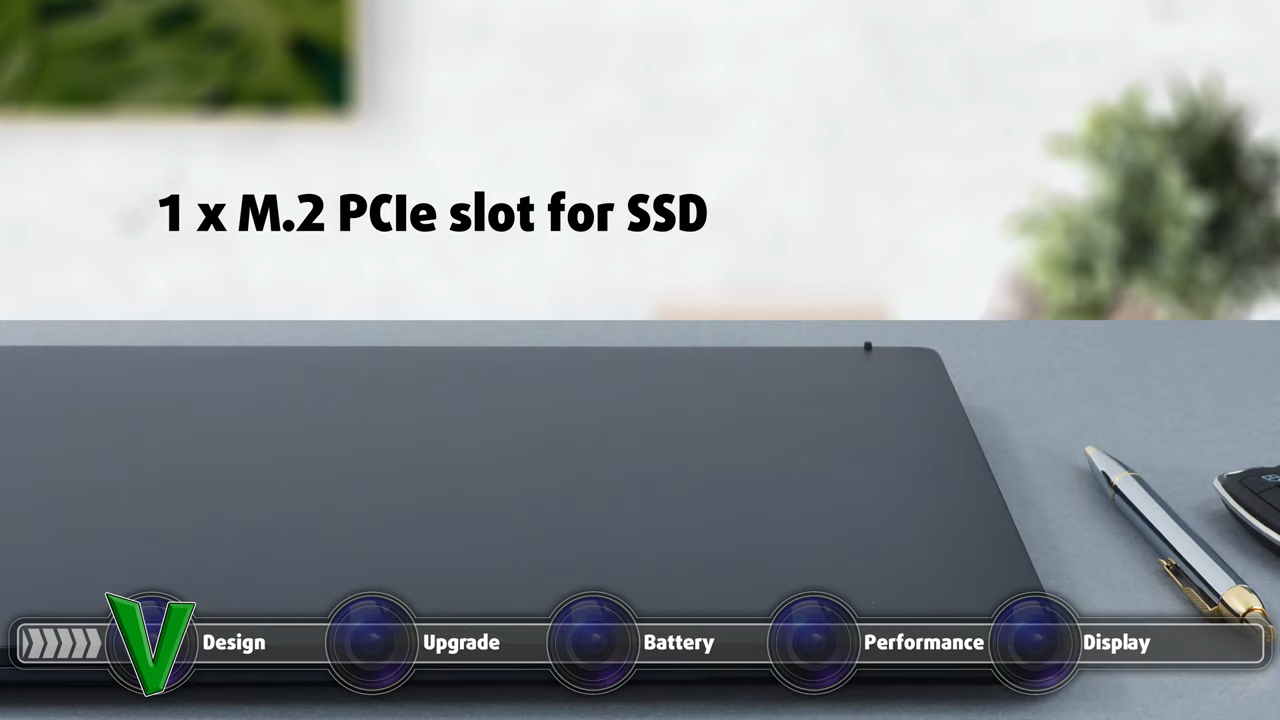 1 x M.2 PCIe slot for SSD
Design
Upgrade
Battery
Performance
Display